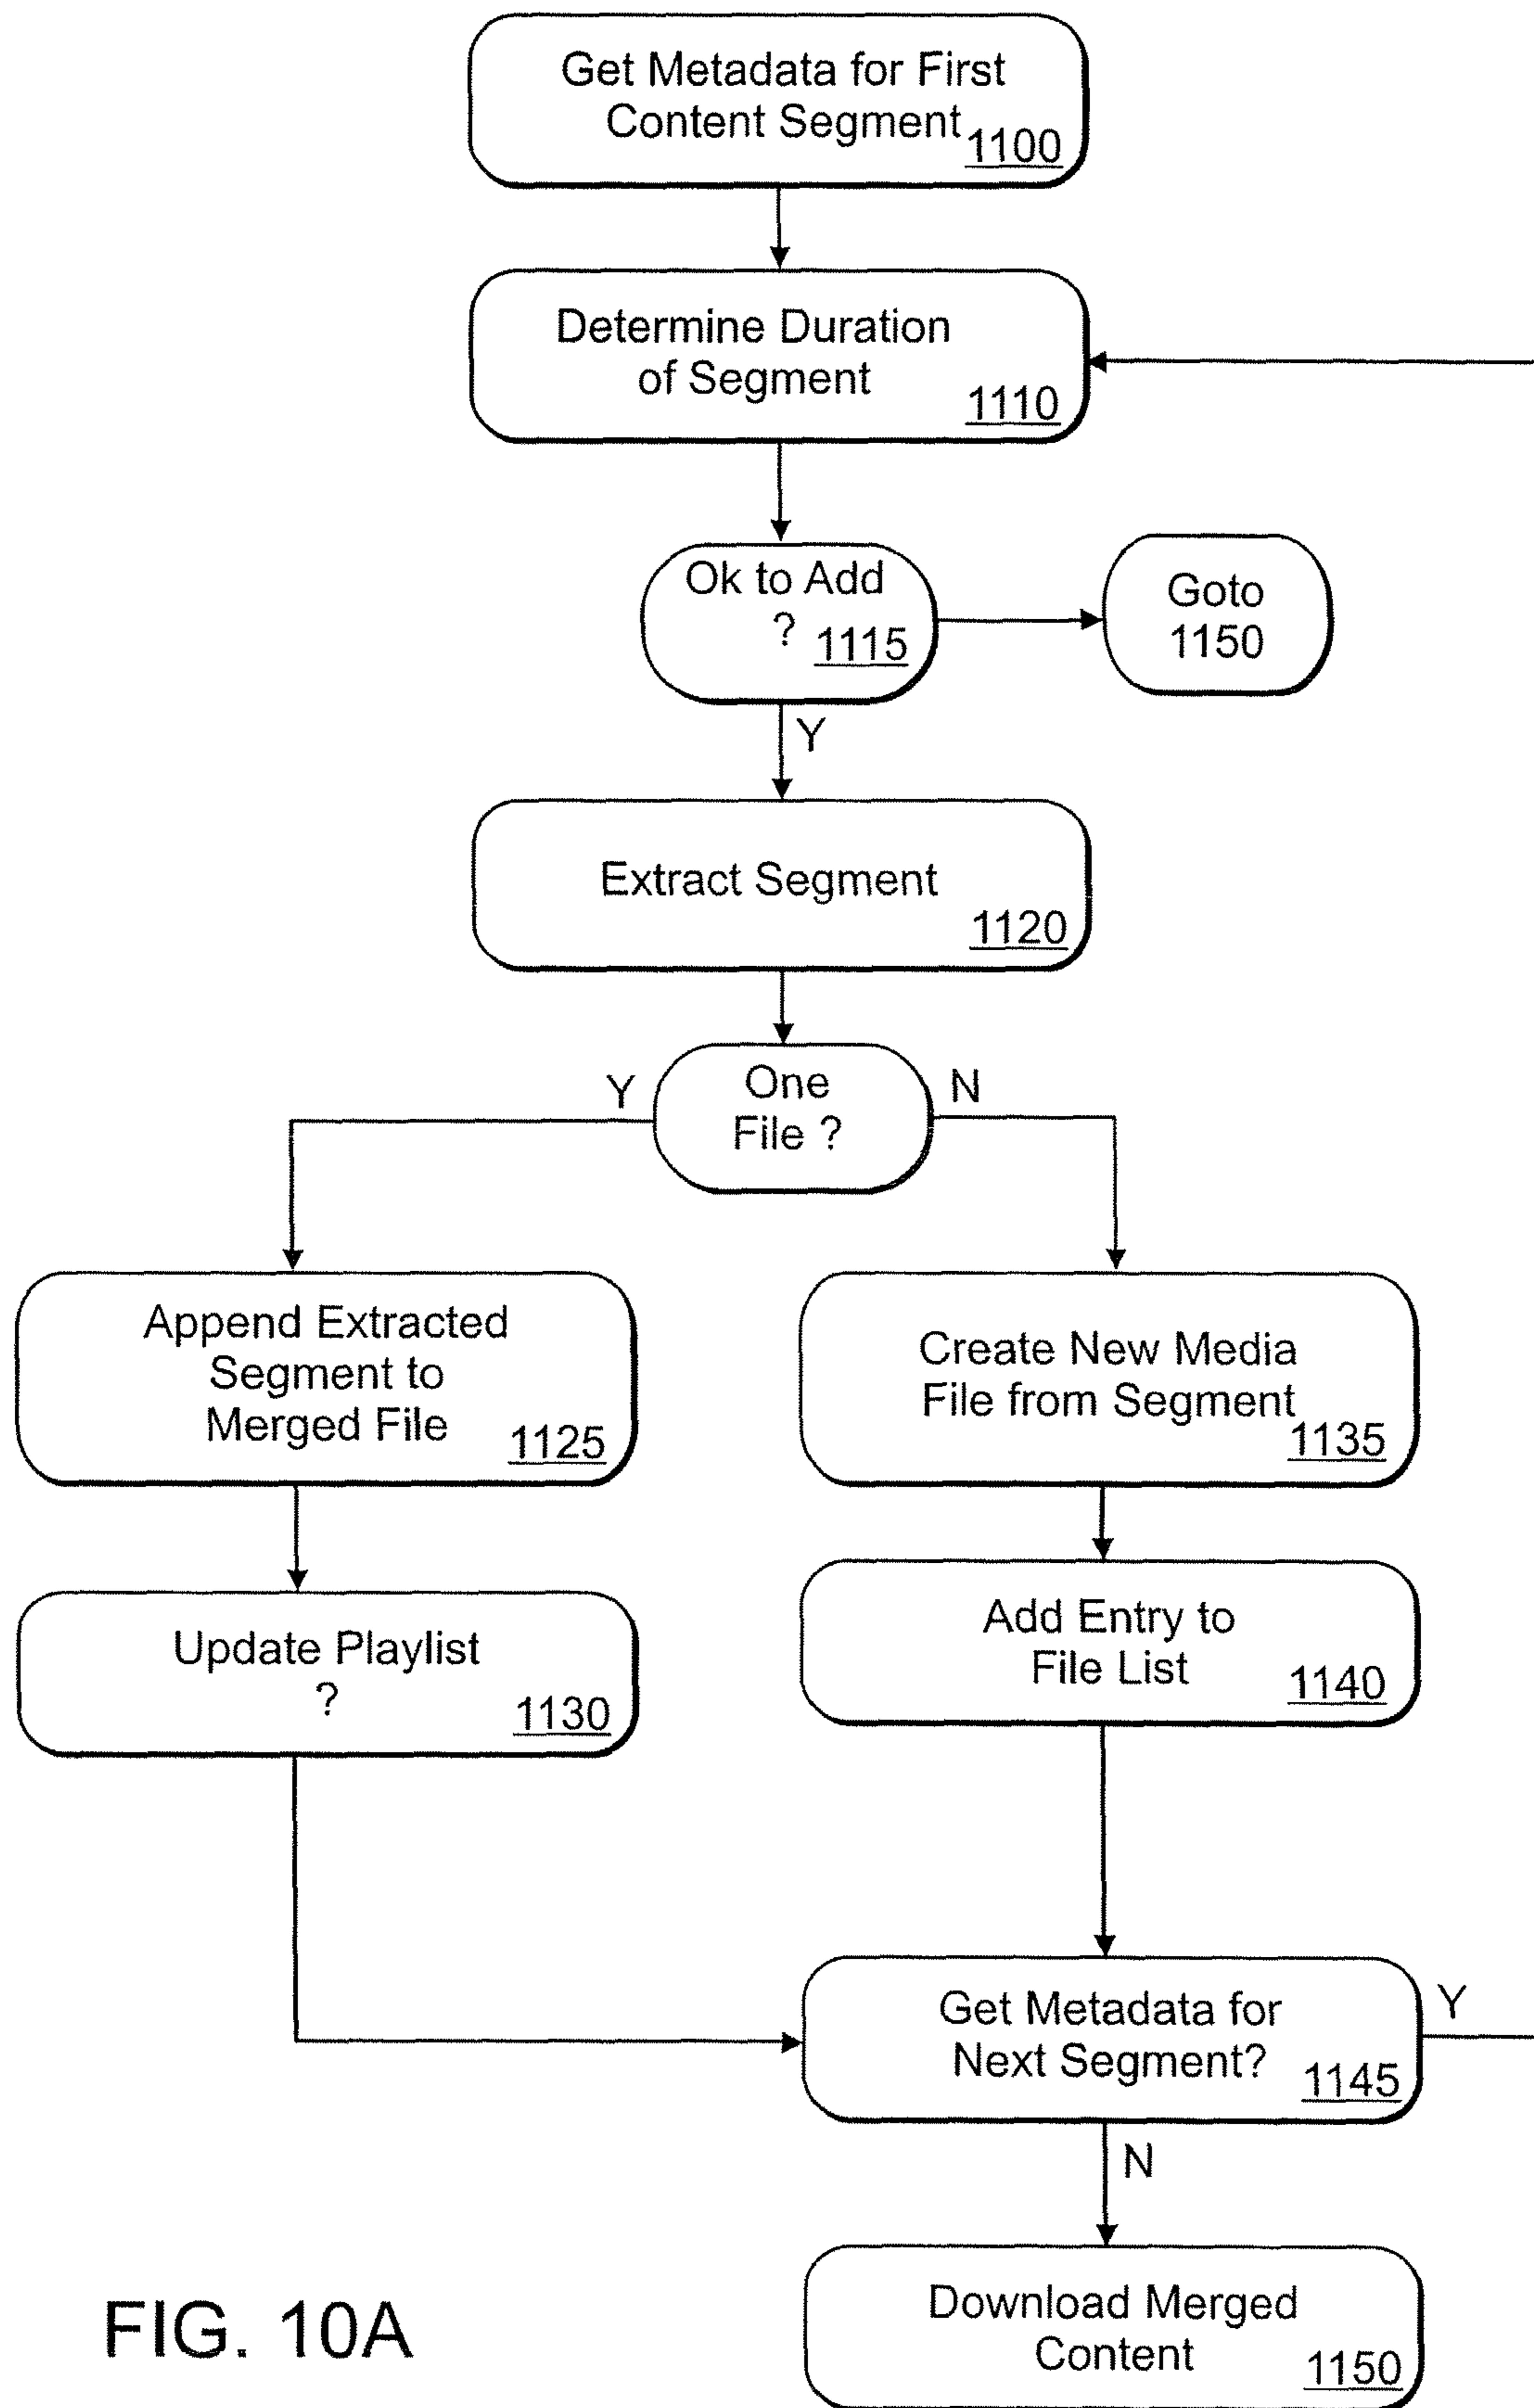 Get Metadata for First
Content Segment
1100
Determine Duration
of Segment
1110
Ok to Add
?
1115
Goto
1150
Y
Extract Segment
1120
One
File ?
Y
N
Append Extracted
Segment to
Merged File
1125
Create New Media
File from Segment
1135
Update Playlist
?
1130
Add Entry to
File List
1140
Get Metadata for
Next Segment?
1145
Y
N
Download Merged
Content
1150
FIG. 10A